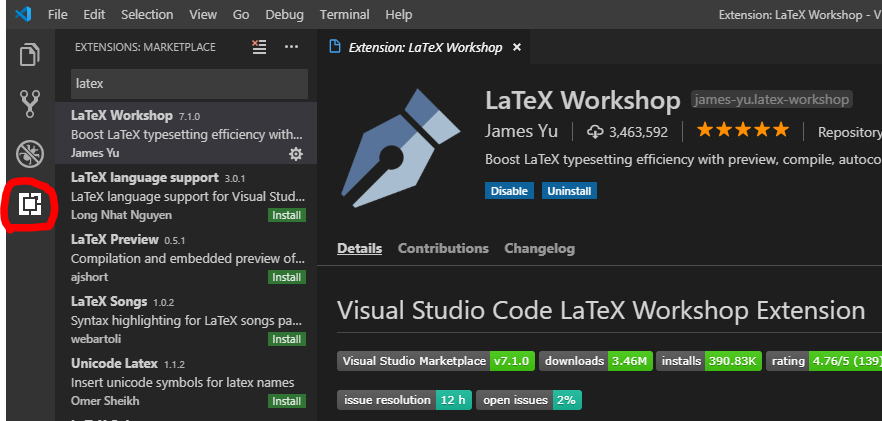 File Edit Selection View Go Debug Terminal Help Extension: LaTeX Workshop - V
EXTENSIONS: MARKETPLACE
latex
LaTeX Workshop 7.1.0
Boost LaTeX typesetting efficiency with...
James Yu
LaTeX language support 3.0.1
LaTeX language support for Visual Stud...
Long Nhat Nguyen Install
LaTeX Preview 0.5.1
Compilation and embedded preview of...
ajshort Install
LaTeX Songs 1.0.2
Syntax highlighting for LaTeX songs pa...
webartoli Install
Unicode Latex 1.1.2
Insert unicode symbols for latex names
Omer Sheikh Install
Extension: LaTeX Workshop
LaTeX Workshop james-yu.latex-workshop
James Yu 3,463,592 Repository
Boost LaTeX typesetting efficiency with preview, compile, autoco
Disable Uninstall
Details Contributions Changelog
Visual Studio Code LaTeX Workshop Extension
Visual Studio Marketplace v7.1.0 downloads 3.46M installs 390.83K rating 4.76/5 (139)
issue resolution 12 h open issues 2%